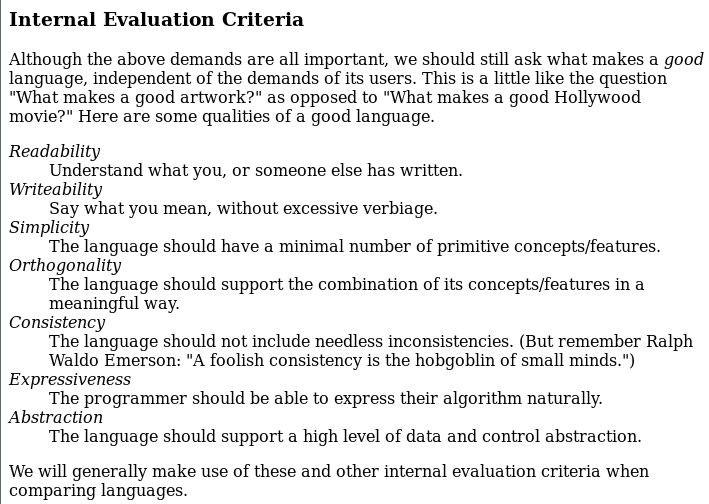 Internal Evaluation Criteria
Although the above demands are all important, we should still ask what makes a good
language, independent of the demands of its users. This is a little like the question
"What makes a good artwork?" as opposed to "What makes a good Hollywood
movie?" Here are some qualities of a good language.
Readability
Understand what you, or someone else has written.
Writeability
Say what you mean, without excessive verbiage.
Simplicity
The language should have a minimal number of primitive concepts/features.
Orthogonality
The language should support the combination of its concepts/features in a
meaningful way.
Consistency
The language should not include needless inconsistencies. (But remember Ralph
Waldo Emerson: "A foolish consistency is the hobgoblin of small minds.")
Expressiveness
The programmer should be able to express their algorithm naturally.
Abstraction
The language should support a high level of data and control abstraction.
We will generally make use of these and other internal evaluation criteria when
comparing languages.